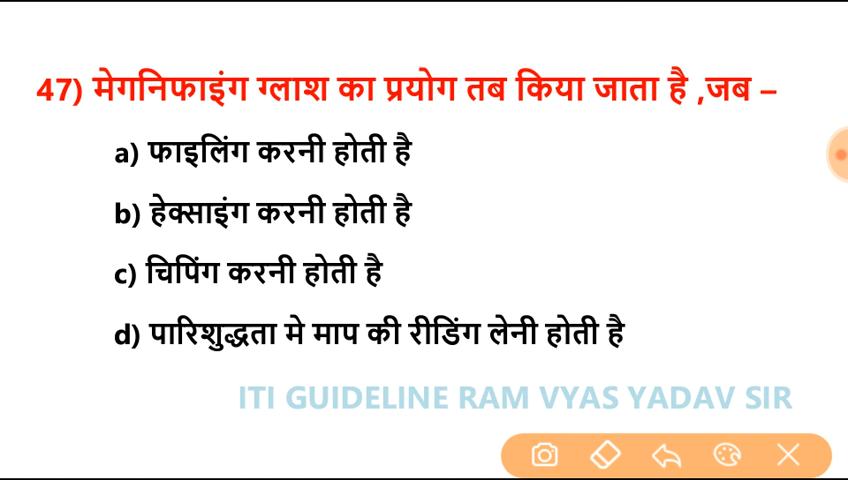 47) मेगनिफाइंग ग्लाश का प्रयोग तब किया जाता है ,जब –
a) फाइलिंग करनी होती है
b) हेक्साइंग करनी होती है
c) चिपिंग करनी होती है
d) पारिशुद्धता मे माप की रीडिंग लेनी होती है
ITI GUIDELINE RAM VYAS YADAV SIR